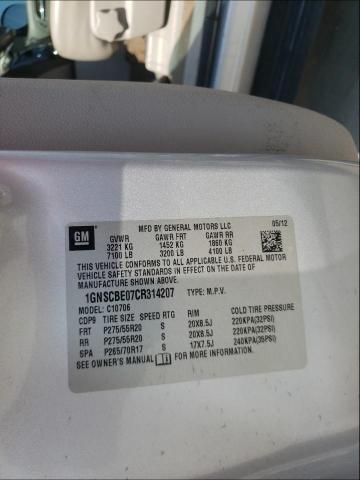 GM
MFD BY GENERAL MOTORS LLC 05/12
GVWR GAWR FRT GAWR RR
3221 KG 1452 KG 1860 KG
7100 LB 3200 LB 4100 LB
THIS VEHICLE CONFORMS TO ALL APPLICABLE U.S. FEDERAL
MOTOR VEHICLE SAFETY STANDARDS IN EFFECT ON THE DATE OF
MANUFACTURE SHOWN ABOVE.
1GNSCBE07CR314207 TYPE: M.P.V.
MODEL: C10706
CDP9 TIRE SIZE SPEED RTG RIM COLD TIRE PRESSURE
FRT P275/55R20 S 20X8.5J 220KPA(32PSI)
RR P275/55R20 S 20X8.5J 220KPA(32PSI)
SPA P265/70R17 S 17X7.5J 240KPA(35PSI)
SEE OWNER'S MANUAL FOR MORE INFORMATION.